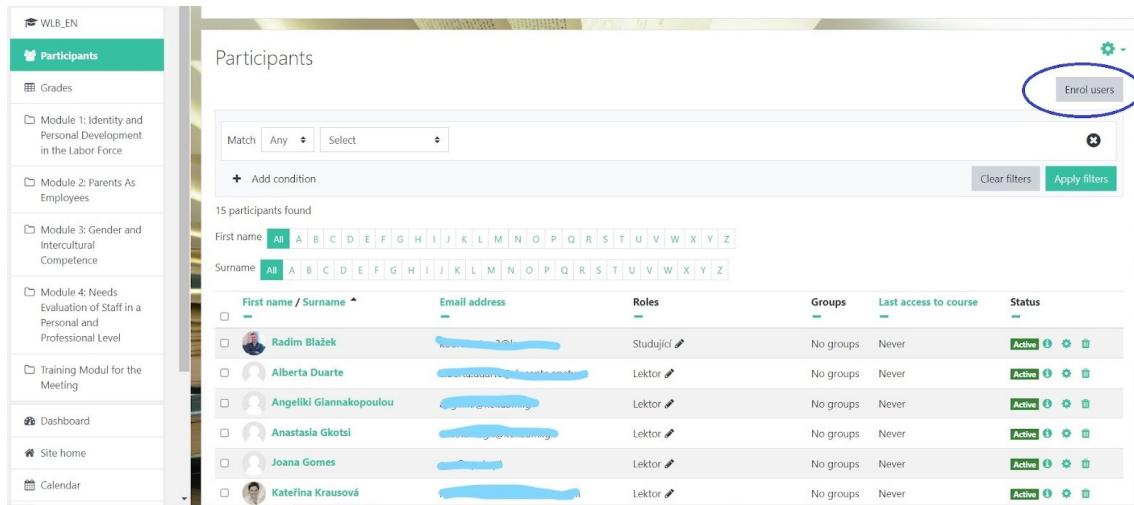 WLB_EN
Participants
Grades
Module 1: Identity and
Personal Development
in the Labor Force
Module 2: Parents As
Employees
Module 3: Gender and
Intercultural
Competence
Module 4: Needs
Evaluation of Staff in a
Personal and
Professional Level
Training Modul for the
Meeting
Dashboard
Site home
Calendar
Participants
Enrol users
Match Any Select
Add condition
Clear filters Apply filters
15 participants found
First name All A B C D E F G H I J K L M N O P Q R S T U V W X Y Z
Surname All A B C D E F G H I J K L M N O P Q R S T U V W X Y Z
First name / Surname Email address Roles Groups Last access to course Status
Radim Blažek Studující No groups Never Active
Alberta Duarte Lektor No groups Never Active
Angeliki Giannakopoulou Lektor No groups Never Active
Anastasia Gkotsi Lektor No groups Never Active
Joana Gomes Lektor No groups Never Active
Kateřina Krausová Lektor No groups Never Active